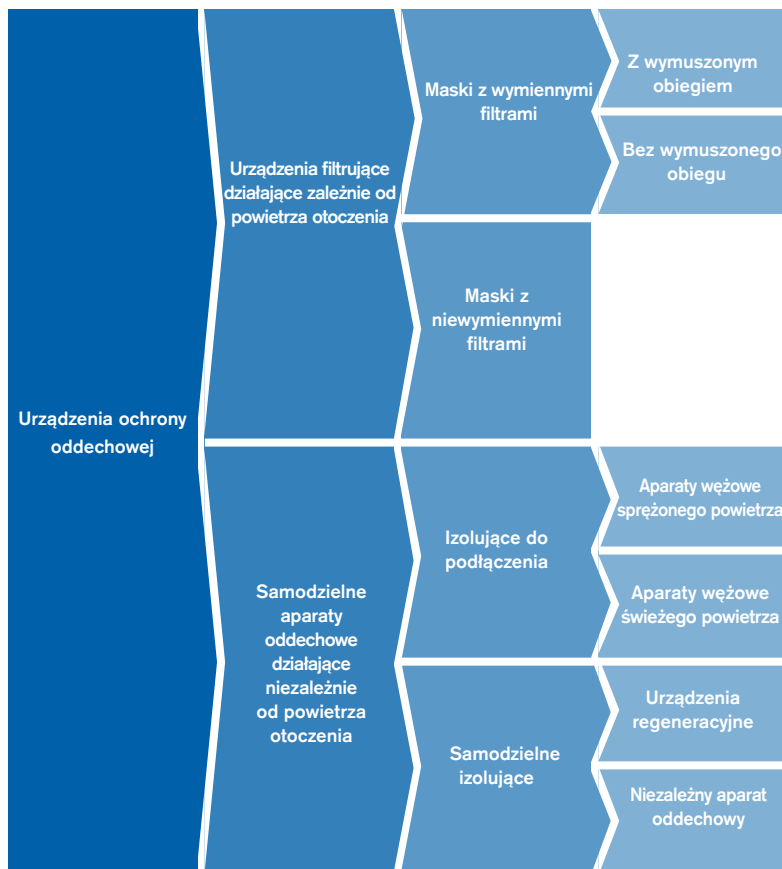 Urządzenia ochrony
oddechowej
Urządzenia filtrujące
działające zależnie od
powietrza otoczenia
Maski z wymiennymi
filtrami
Z wymuszonym
obiegiem
Bez wymuszonego
obiegu
Maski z
niewymiennymi
filtrami
Samodzielne
aparaty
oddechowe
działające
niezależnie
od powietrza
otoczenia
Izolujące do
podłączenia
Aparaty wężowe
sprężonego powietrza
Aparaty wężowe
świeżego powietrza
Samodzielne
izolujące
Urządzenia
regeneracyjne
Niezależny aparat
oddechowy